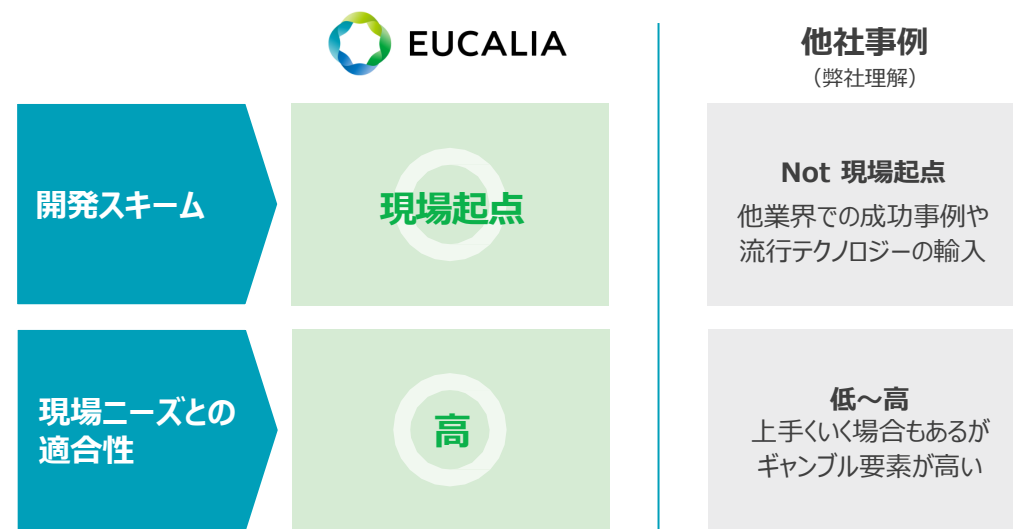 EUCALIA
他社事例
（弊社理解）
開発スキーム
現場起点
Not 現場起点
他業界での成功事例や
流行テクノロジーの輸入
現場ニーズとの
適合性
高
低～高
上手くいく場合もあるが
ギャンブル要素が高い